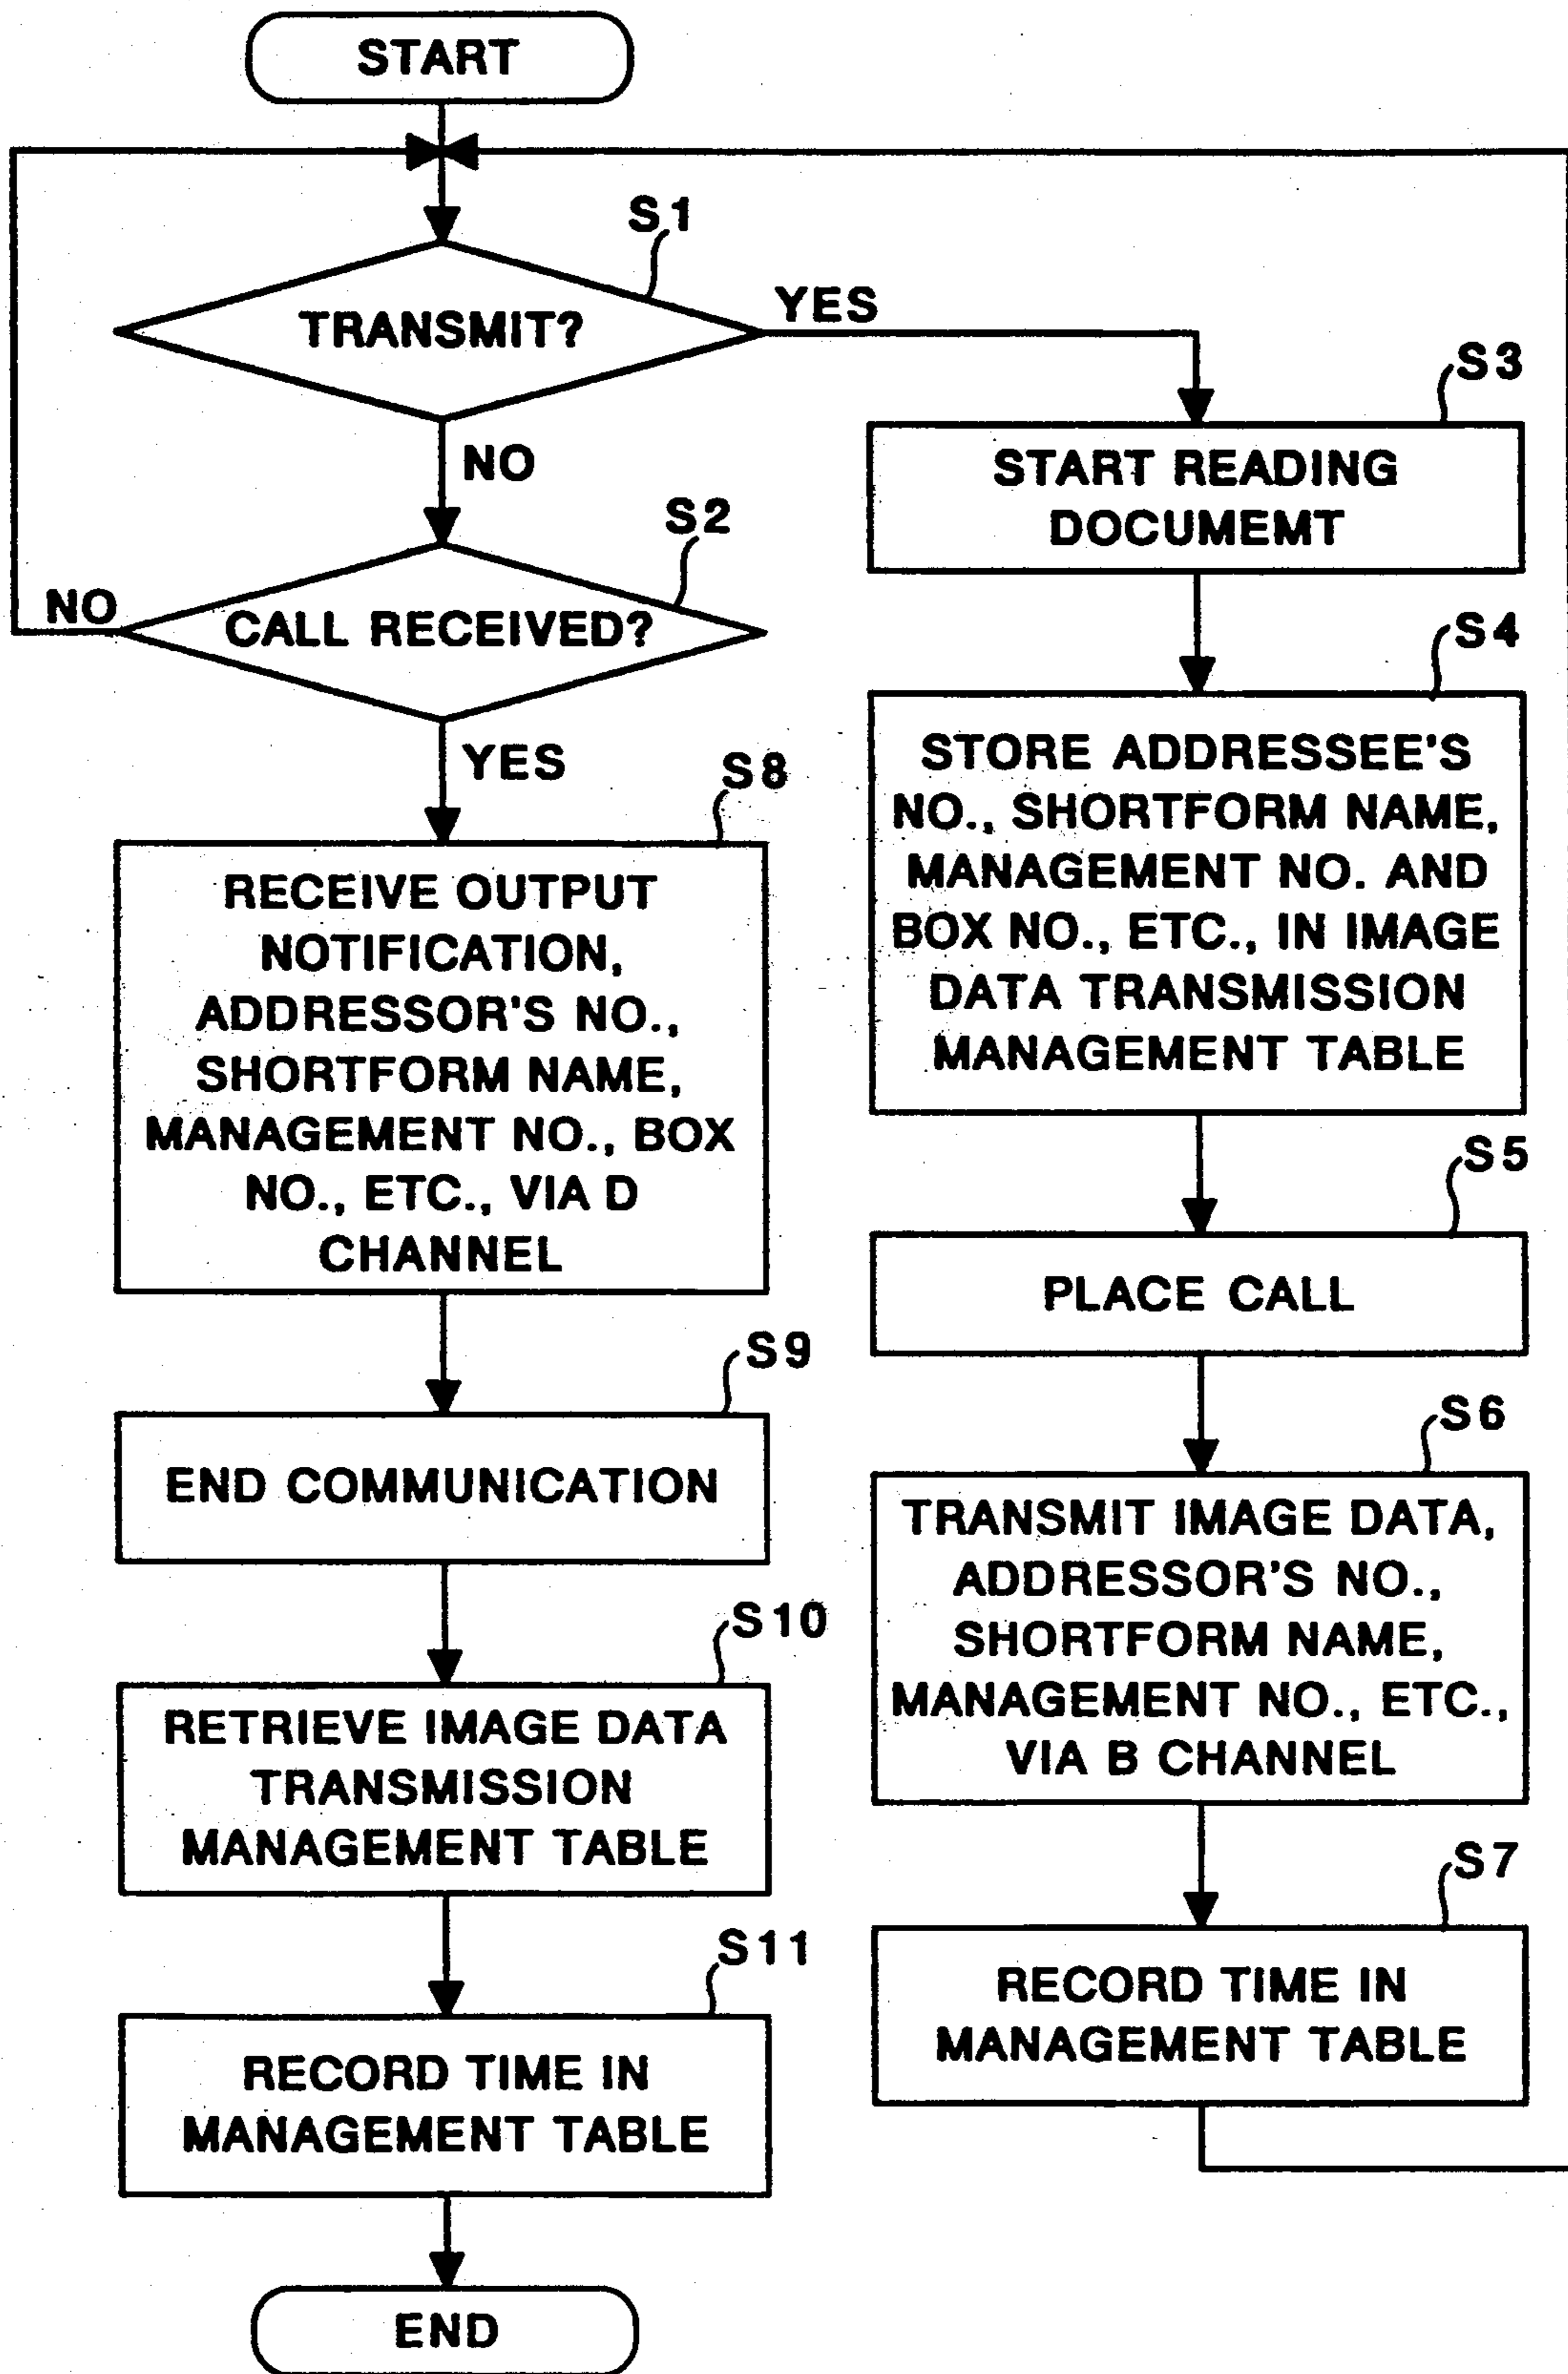 START
S1
TRANSMIT?
YES
NO
S2
CALL RECEIVED?
NO
YES
S3
START READING
DOCUMEMT
S4
STORE ADDRESSEE'S
NO., SHORTFORM NAME,
MANAGEMENT NO. AND
BOX NO., ETC., IN IMAGE
DATA TRANSMISSION
MANAGEMENT TABLE
S5
PLACE CALL
S6
TRANSMIT IMAGE DATA,
ADDRESSOR'S NO.,
SHORTFORM NAME,
MANAGEMENT NO., ETC.,
VIA B CHANNEL
S7
RECORD TIME IN
MANAGEMENT TABLE
S8
RECEIVE OUTPUT
NOTIFICATION,
ADDRESSOR'S NO.,
SHORTFORM NAME,
MANAGEMENT NO., BOX
NO., ETC., VIA D
CHANNEL
S9
END COMMUNICATION
S10
RETRIEVE IMAGE DATA
TRANSMISSION
MANAGEMENT TABLE
S11
RECORD TIME IN
MANAGEMENT TABLE
END